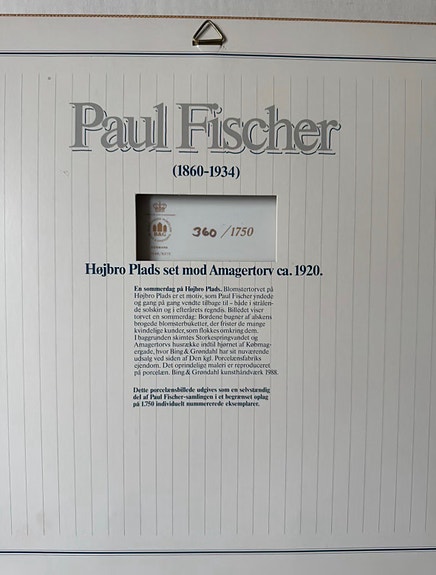 Paul Fischer
(1860-1934)
B&G
360 /1750
Højbro Plads set mod Amagertorv ca. 1920.
En sommerdag på Højbro Plads. Blomstertorvet på
Højbro Plads er et motiv, som Paul Fischer yndede
og gang på gang vendte tilbage til – både i strålen-
de solskin og i efterårets regndis. Billedet viser
torvet en sommerdag: Bordene bugner af alskens
brogede blomsterbuketter, der frister de mange
kvindelige kunder, som flokkes omkring dem.
I baggrunden skimtes Storkespringvandet og
Amagertorvs husrække indtil hjørnet af Købmag-
ergade, hvor Bing & Grøndahl har sit nuværende
udsalg ved siden af Den kgl. Porcelænsfabriks
ejendom. Det oprindelige maleri er reproduceret
på porcelæn. Bing & Grøndahl kunsthåndværk 1988.
Dette porcelænsbillede udgives som en selvstændig
del af Paul Fischer-samlingen i et begrænset oplag
på 1.750 individuelt nummererede eksemplarer.